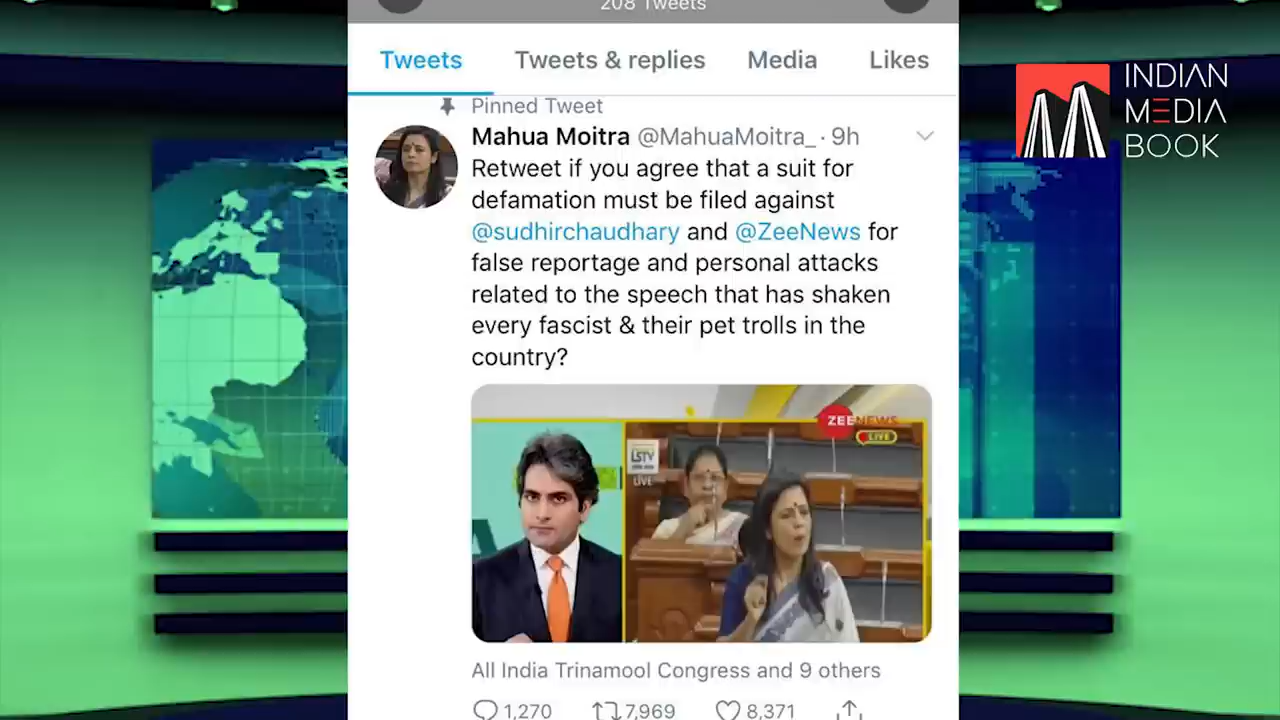 208 Tweets
Tweets
Tweets & replies
Media
Likes
INDIAN
MEDIA
BOOK
Pinned Tweet
Mahua Moitra @MahuaMoitra_ · 9h
Retweet if you agree that a suit for
defamation must be filed against
@sudhirchaudhary and @ZeeNews for
false reportage and personal attacks
related to the speech that has shaken
every fascist & their pet trolls in the
country?
ZEE NEWS
LIVE
LSTV
LIVE
All India Trinamool Congress and 9 others
1,270
7,969
8,371